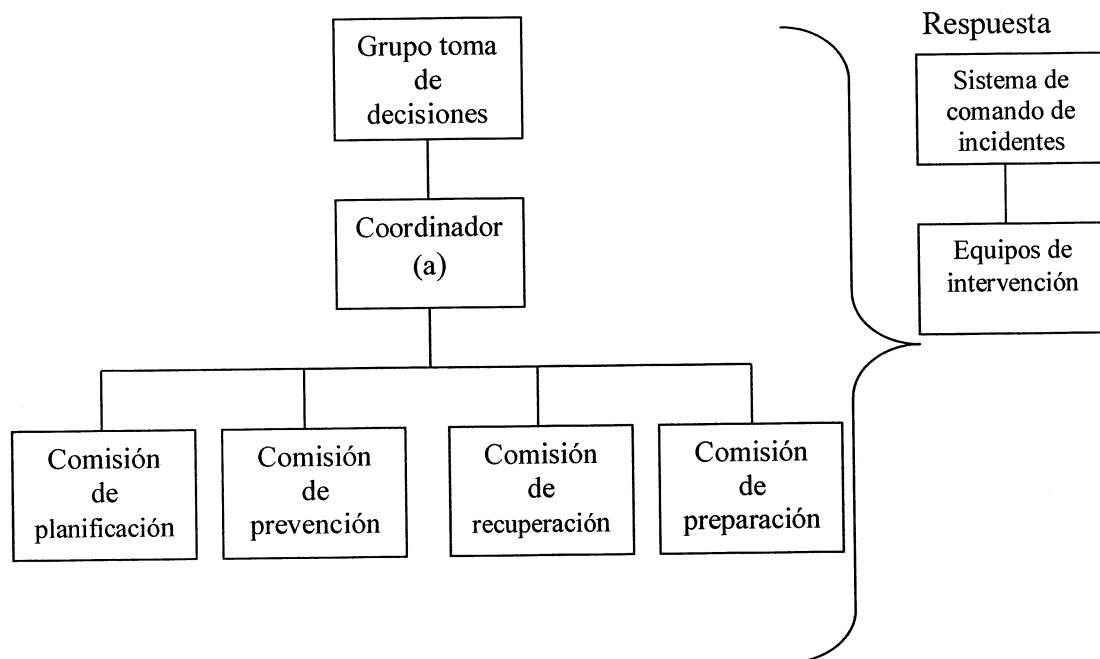 Grupo toma
de
decisiones
Coordinador
(a)
Comisión
de
planificación
Comisión
de
prevención
Comisión
de
recuperación
Comisión
de
preparación
Respuesta
Sistema de
comando de
incidentes
Equipos de
intervención